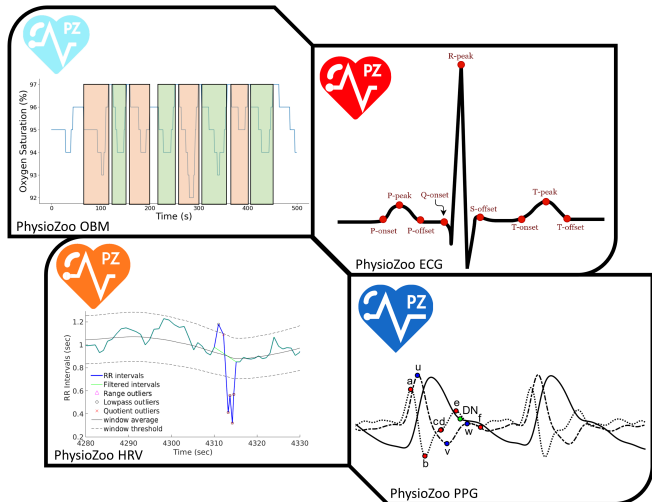 PZ
Oxygen Saturation (%)
97
96
95
94
93
92
0
100
200
300
400
500
Time (s)
PhysioZoo OBM
PZ
R-peak
P-peak
Q-onset
T-peak
S-offset
P-onset
P-offset
T-onset
T-offset
PhysioZoo ECG
PZ
RR Intervals (sec)
1.2
1
0.8
0.6
0.4
0.2
RR intervals
Filtered intervals
Range outliers
Lowpass outliers
Quotient outliers
window average
window threshold
4280
4290
4300
4310
4320
4330
Time (sec)
PhysioZoo HRV
PZ
u
a
e
DN
f
cd
w
v
b
PhysioZoo PPG